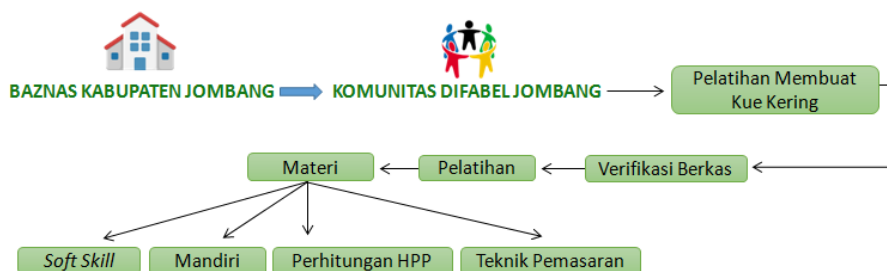 BAZNAS KABUPATEN JOMBANG
KOMUNITAS DIFABEL JOMBANG
Pelatihan Membuat
Kue Kering
Verifikasi Berkas
Pelatihan
Materi
Soft Skill
Mandiri
Perhitungan HPP
Teknik Pemasaran